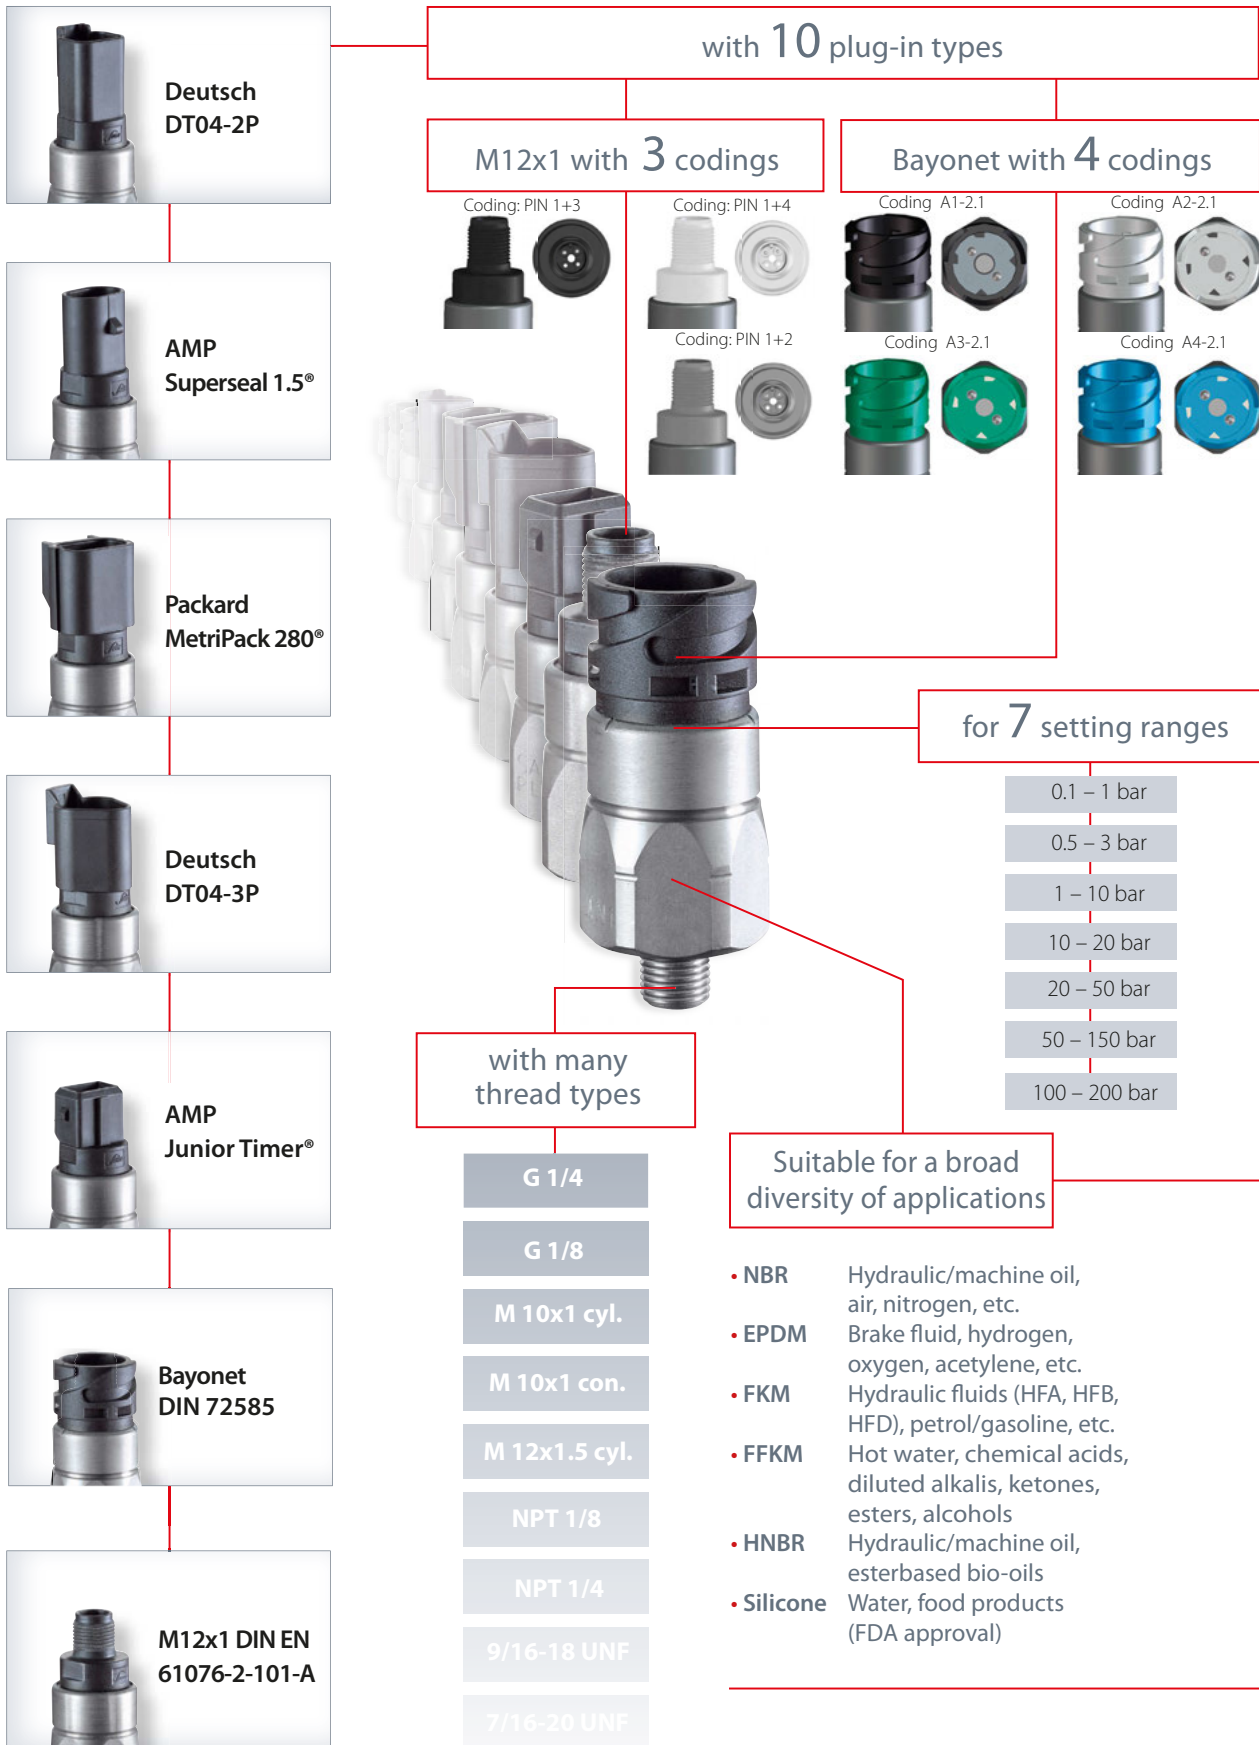 Deutsch
DT04-2P
AMP
Superseal 1.5®
Packard
MetriPack 280®
Deutsch
DT04-3P
AMP
Junior Timer®
Bayonet
DIN 72585
M12x1 DIN EN
61076-2-101-A
with 10 plug-in types
M12x1 with 3 codings
Coding: PIN 1+3
Coding: PIN 1+4
Coding: PIN 1+2
Bayonet with 4 codings
Coding A1-2.1
Coding A2-2.1
Coding A3-2.1
Coding A4-2.1
for 7 setting ranges
0.1 – 1 bar
0.5 – 3 bar
1 – 10 bar
10 – 20 bar
20 – 50 bar
50 – 150 bar
100 – 200 bar
with many
thread types
G 1/4
G 1/8
M 10x1 cyl.
M 10x1 con.
M 12x1.5 cyl.
NPT 1/8
NPT 1/4
9/16-18 UNF
7/16-20 UNF
Suitable for a broad
diversity of applications
• NBR Hydraulic/machine oil,
air, nitrogen, etc.
• EPDM Brake fluid, hydrogen,
oxygen, acetylene, etc.
• FKM Hydraulic fluids (HFA, HFB,
HFD), petrol/gasoline, etc.
• FFKM Hot water, chemical acids,
diluted alkalis, ketones,
esters, alcohols
• HNBR Hydraulic/machine oil,
esterbased bio-oils
• Silicone Water, food products
(FDA approval)